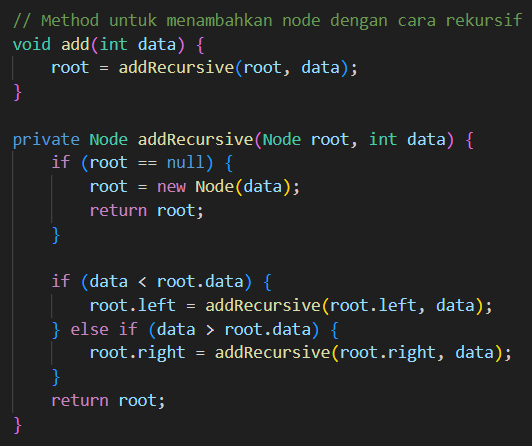 // Method untuk menambahkan node dengan cara rekursif
void add(int data) {
    root = addRecursive(root, data);
}

private Node addRecursive(Node root, int data) {
    if (root == null) {
        root = new Node(data);
        return root;
    }

    if (data < root.data) {
        root.left = addRecursive(root.left, data);
    } else if (data > root.data) {
        root.right = addRecursive(root.right, data);
    }
    return root;
}